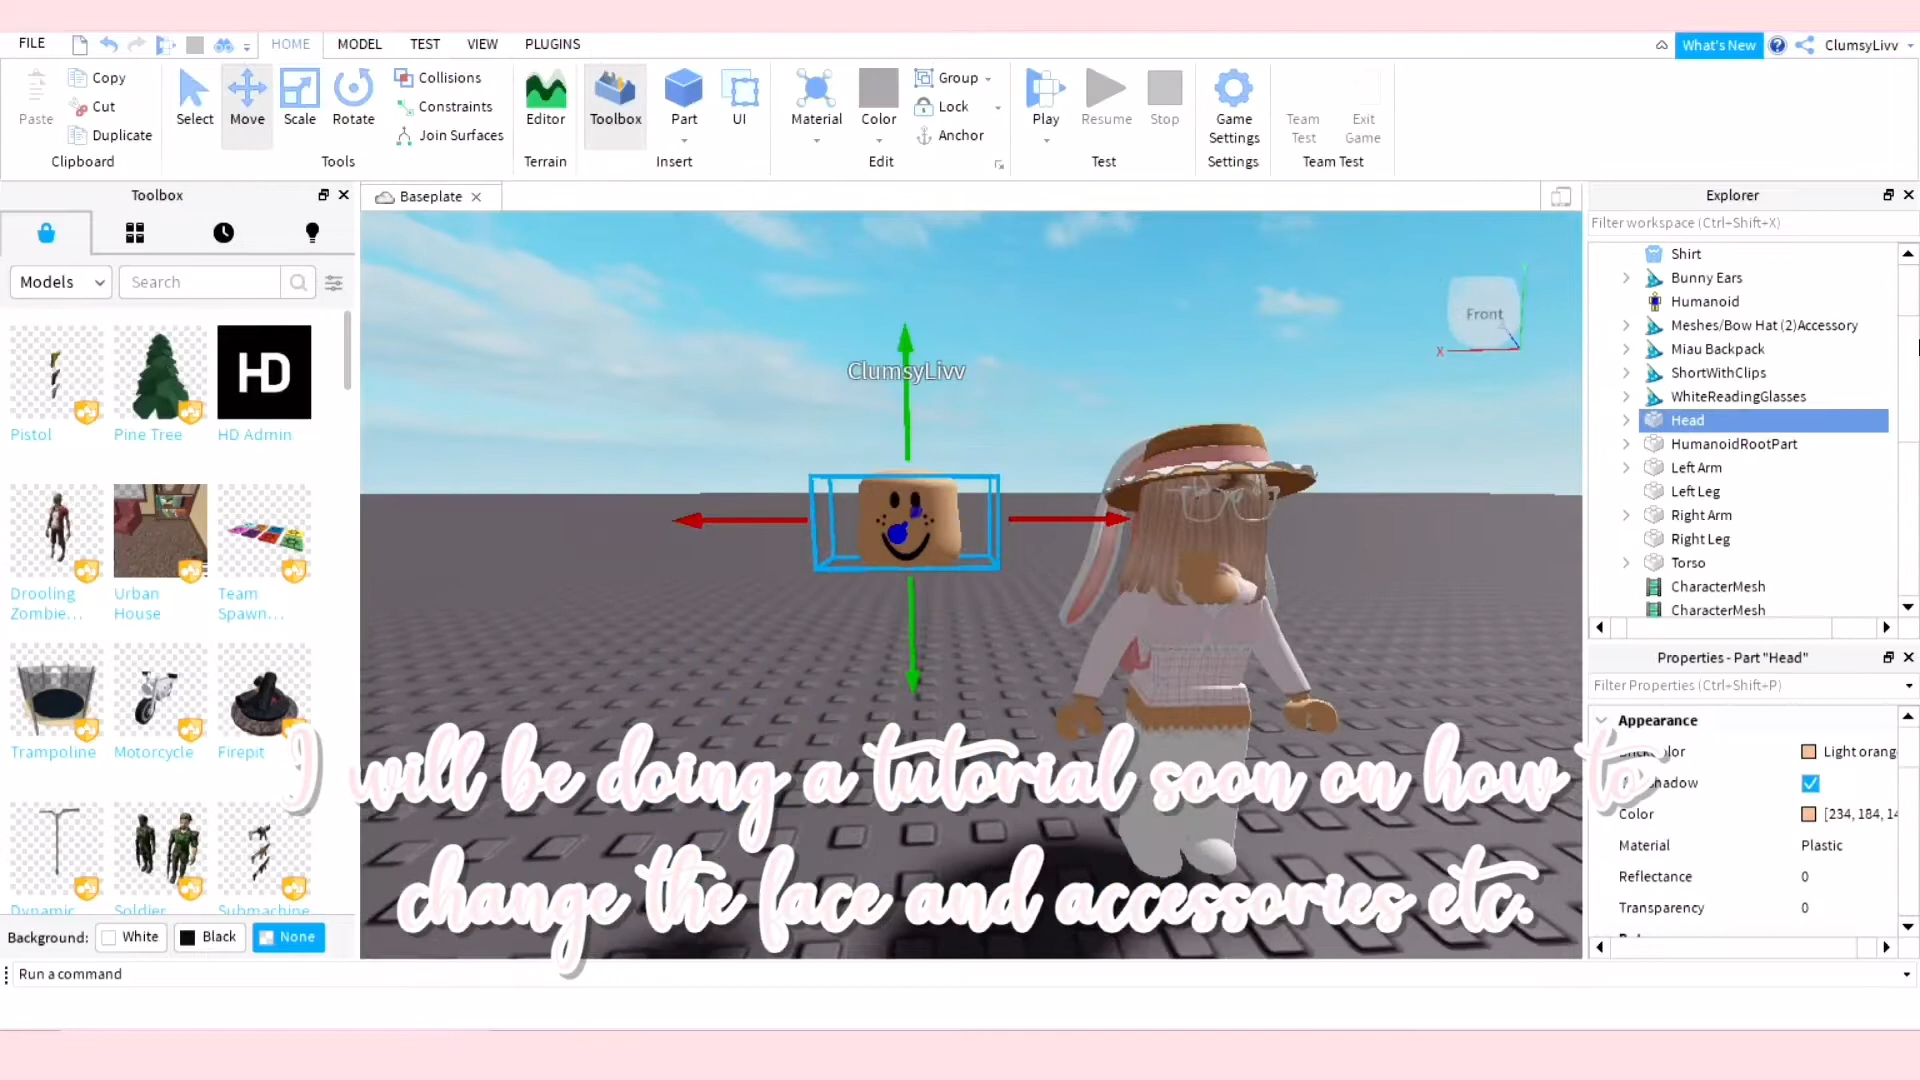 FILE
HOME
MODEL
TEST
VIEW
PLUGINS
What's New
ClumsyLivv
Paste
Copy
Cut
Duplicate
Clipboard
Select
Move
Scale
Rotate
Collisions
Constraints
Join Surfaces
Tools
Editor
Terrain
Toolbox
Part
UI
Insert
Material
Color
Group
Lock
Anchor
Edit
Play
Resume
Stop
Test
Game
Settings
Settings
Team
Test
Exit
Game
Team Test
Toolbox
Models
Search
Pistol
Pine Tree
HD
HD Admin
Drooling
Zombie...
Urban
House
Team
Spawn...
Trampoline
Motorcycle
Firepit
Dynamic
Soldier
Submachine
Background:
White
Black
None
Run a command
Baseplate
ClumsyLivv
Front
X
I will be doing a tutorial soon on how to
change the face and accessories etc.
Explorer
Filter workspace (Ctrl+Shift+X)
Shirt
Bunny Ears
Humanoid
Meshes/Bow Hat (2)Accessory
Miau Backpack
ShortWithClips
WhiteReadingGlasses
Head
HumanoidRootPart
Left Arm
Left Leg
Right Arm
Right Leg
Torso
CharacterMesh
CharacterMesh
Properties - Part "Head"
Filter Properties (Ctrl+Shift+P)
Appearance
Light orang
Color
[234, 184, 14
Material
Plastic
Reflectance
0
Transparency
0